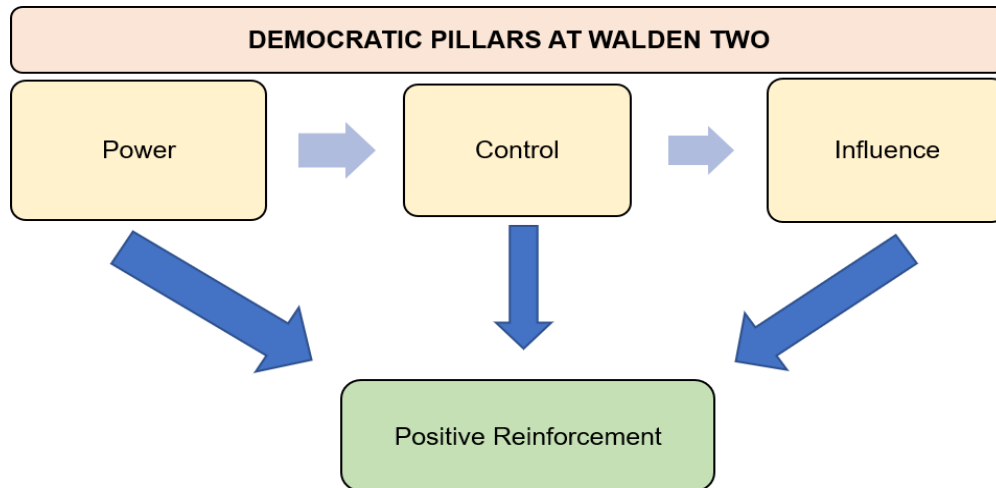 DEMOCRATIC PILLARS AT WALDEN TWO
Power
Control
Influence
Positive Reinforcement